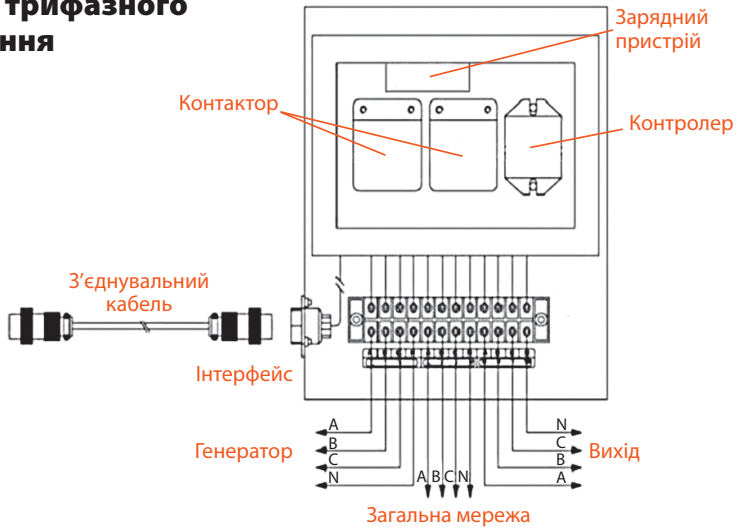 трифазного
ння
Зарядний
пристрій
Контактор
Контролер
З’єднувальний
кабель
Інтерфейс
A
B
C
N
Генератор
A B C N
Загальна мережа
N
C
B
A
Вихід